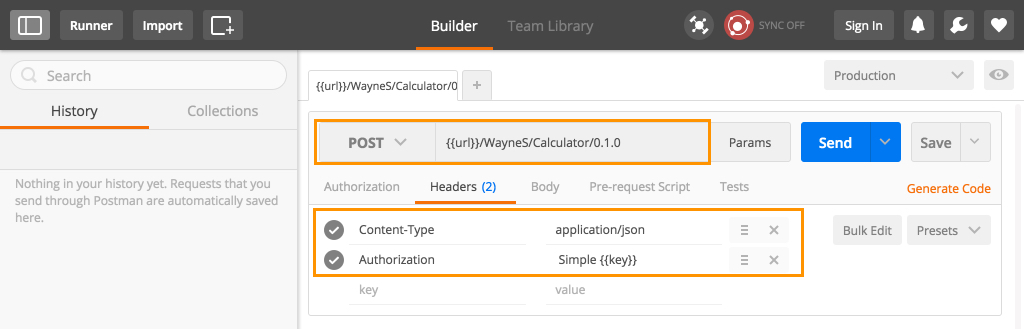 Runner Import Builder Team Library SYNC OFF Sign In
Search
{{url}}/WayneS/Calculator/0 + Production
History Collections
POST {{url}}/WayneS/Calculator/0.1.0 Params Send Save
Nothing in your history yet. Requests that you
send through Postman are automatically saved
here.
Authorization Headers (2) Body Pre-request Script Tests Generate Code
Content-Type application/json Bulk Edit Presets
Authorization Simple {{key}}
key value